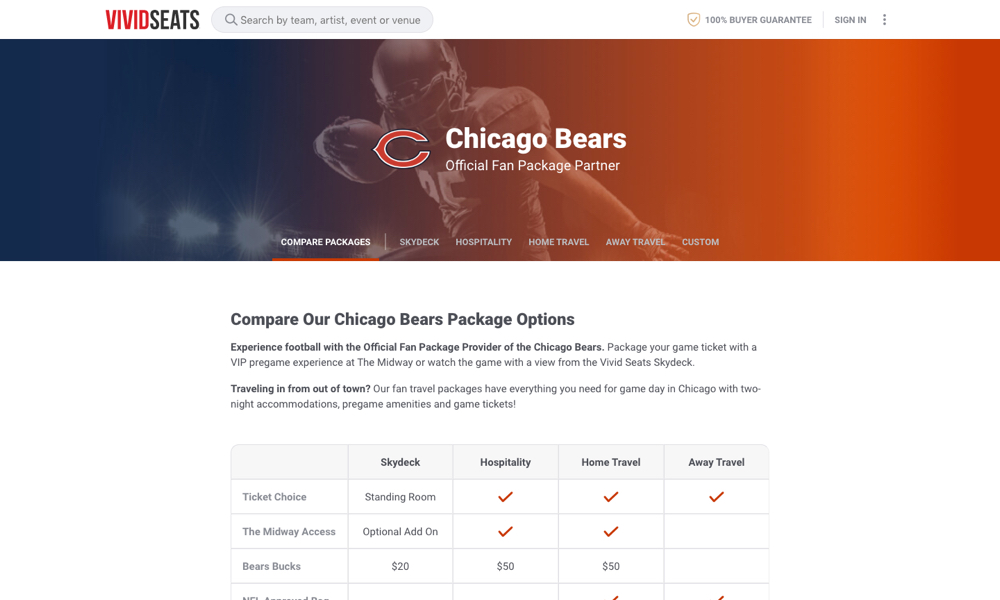 VIVIDSEATS
Search by team, artist, event or venue
100% BUYER GUARANTEE
SIGN IN
Chicago Bears
Official Fan Package Partner
COMPARE PACKAGES
SKYDECK
HOSPITALITY
HOME TRAVEL
AWAY TRAVEL
CUSTOM
Compare Our Chicago Bears Package Options
Experience football with the Official Fan Package Provider of the Chicago Bears. Package your game ticket with a
VIP pregame experience at The Midway or watch the game with a view from the Vivid Seats Skydeck.
Traveling in from out of town? Our fan travel packages have everything you need for game day in Chicago with two-
night accommodations, pregame amenities and game tickets!
Skydeck Hospitality Home Travel Away Travel
Ticket Choice Standing Room
The Midway Access Optional Add On
Bears Bucks $20 $50 $50